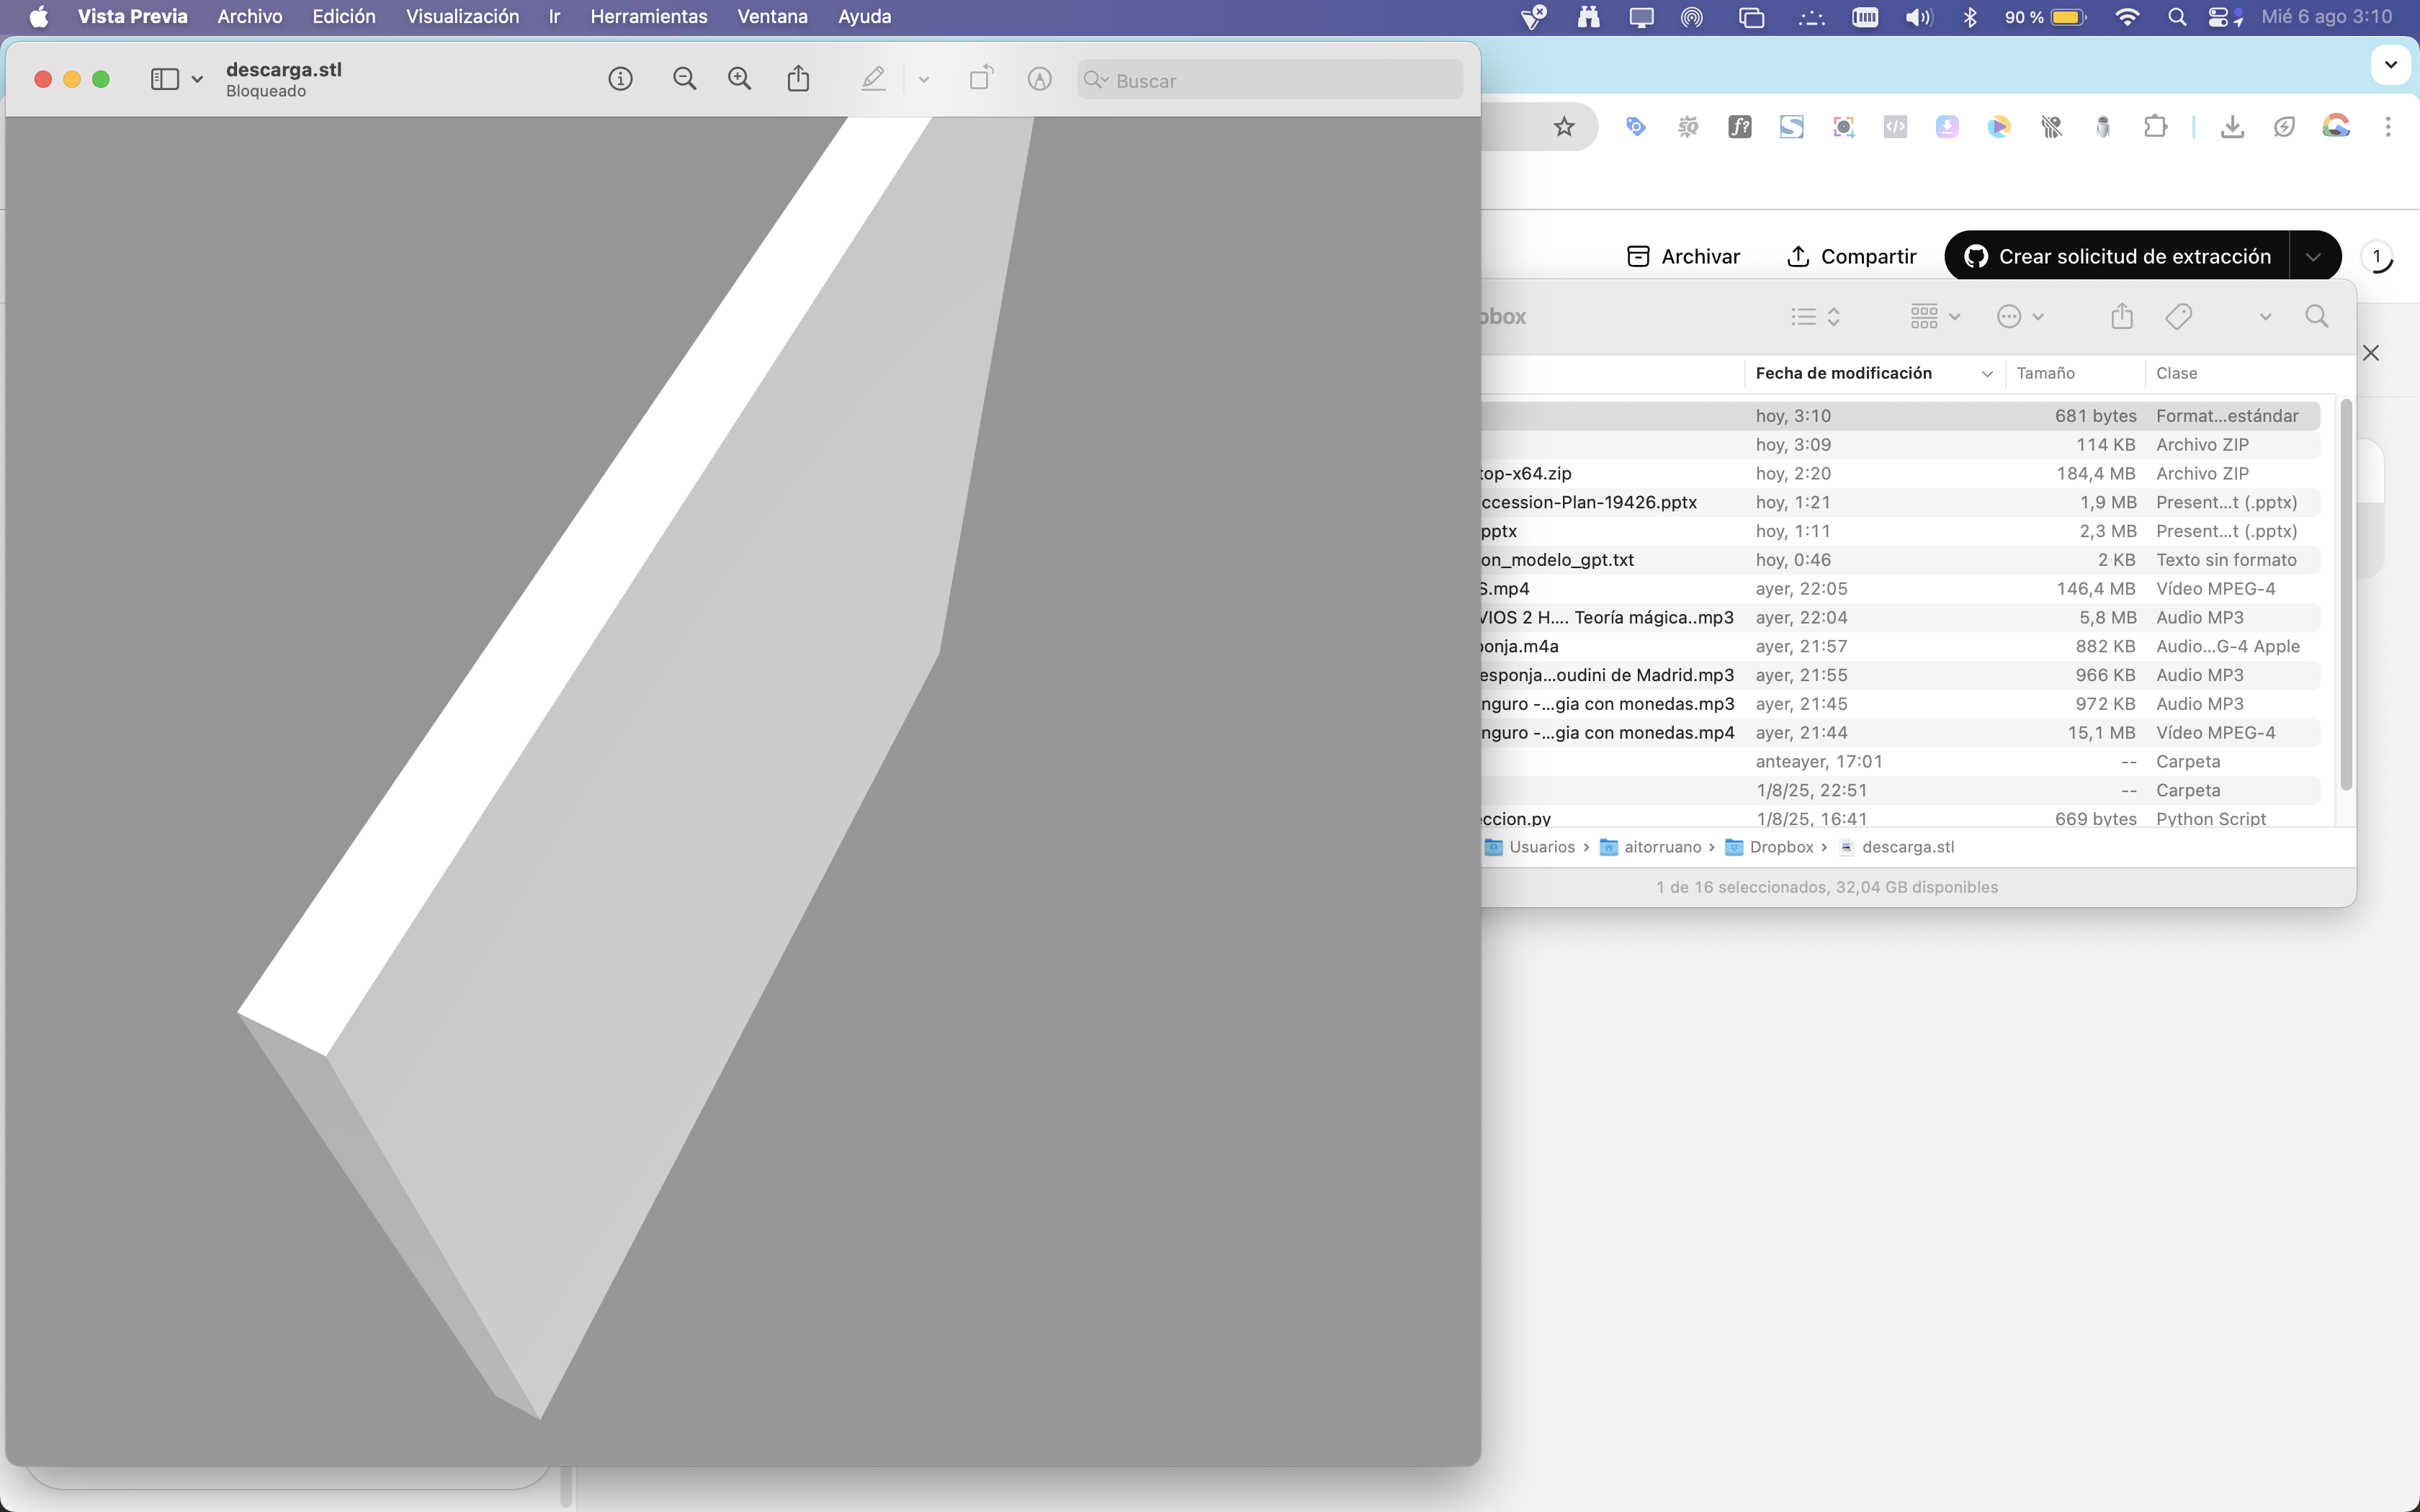 Vista Previa Archivo Edición Visualización Ir Herramientas Ventana Ayuda 90 % Mié 6 ago 3:10
descarga.stl
Bloqueado
Buscar
Archivar Compartir Crear solicitud de extracción 1
Fecha de modificación Tamaño Clase
hoy, 3:10 681 bytes Format...estándar
hoy, 3:09 114 KB Archivo ZIP
top-x64.zip hoy, 2:20 184,4 MB Archivo ZIP
ccession-Plan-19426.pptx hoy, 1:21 1,9 MB Present...t (.pptx)
pptx hoy, 1:11 2,3 MB Present...t (.pptx)
on_modelo_gpt.txt hoy, 0:46 2 KB Texto sin formato
S.mp4 ayer, 22:05 146,4 MB Vídeo MPEG-4
VIOS 2 H.... Teoría mágica..mp3 ayer, 22:04 5,8 MB Audio MP3
onja.m4a ayer, 21:57 882 KB Audio...G-4 Apple
esponja...oudini de Madrid.mp3 ayer, 21:55 966 KB Audio MP3
nguro -...gia con monedas.mp3 ayer, 21:45 972 KB Audio MP3
nguro -...gia con monedas.mp4 ayer, 21:44 15,1 MB Vídeo MPEG-4
anteayer, 17:01 -- Carpeta
1/8/25, 22:51 -- Carpeta
eccion.py 1/8/25, 16:41 669 bytes Python Script
Usuarios › aitorruano › Dropbox › descarga.stl
1 de 16 seleccionados, 32,04 GB disponibles